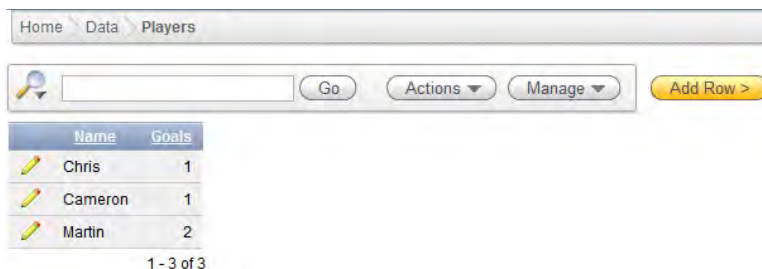 Home Data Players
Go Actions Manage Add Row >
Name Goals
Chris 1
Cameron 1
Martin 2
1 - 3 of 3